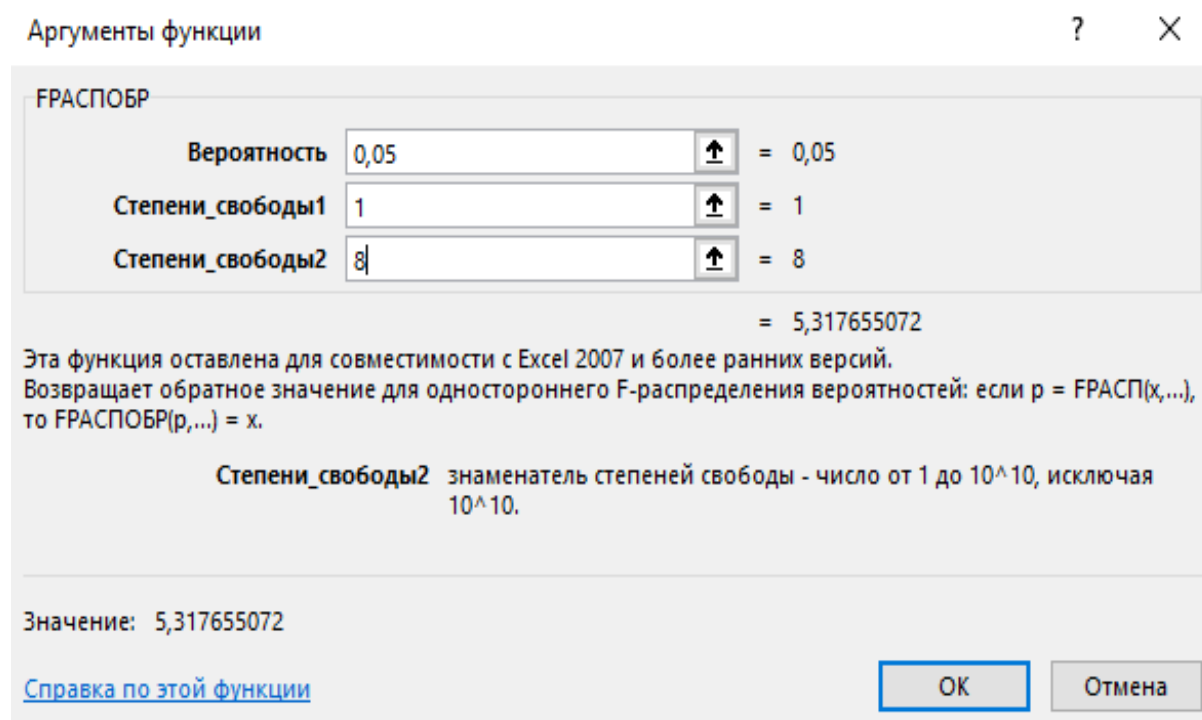 Аргументы функции ? ×
FРАСПОБР
Вероятность 0,05 = 0,05
Степени_свободы1 1 = 1
Степени_свободы2 8 = 8
= 5,317655072
Эта функция оставлена для совместимости с Excel 2007 и более ранних версий.
Возвращает обратное значение для одностороннего F-распределения вероятностей: если p = FРАСП(x,...),
то FРАСПОБР(p,...) = x.
Степени_свободы2 знаменатель степеней свободы - число от 1 до 10^10, исключая
10^10.
Значение: 5,317655072
Справка по этой функции ОК Отмена